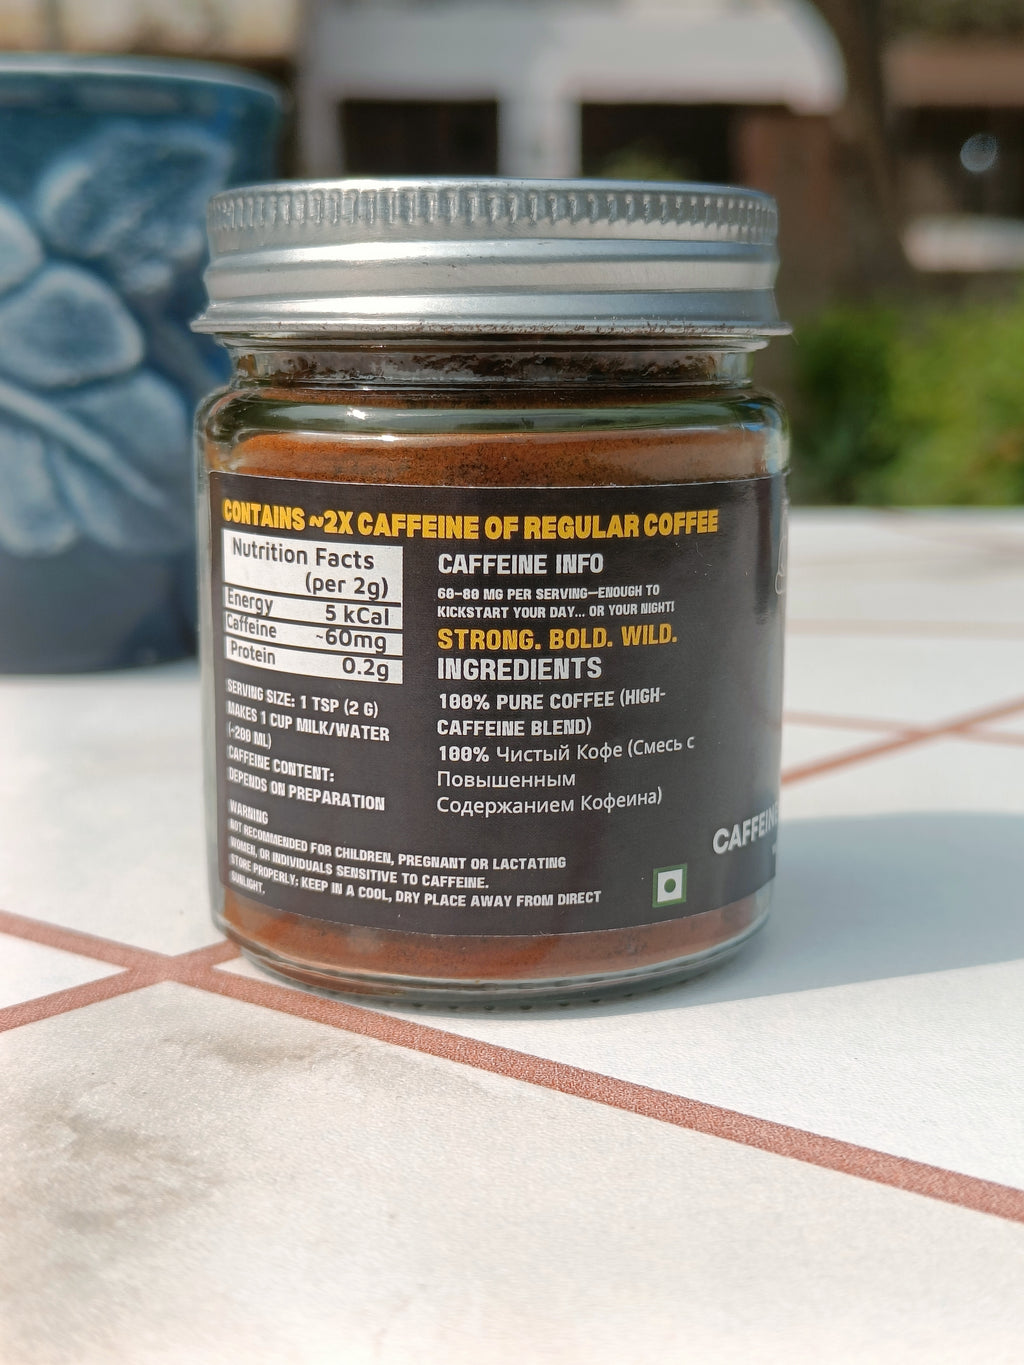 CONTAINS ~2X CAFFEINE OF REGULAR COFFEE
Nutrition Facts
(per 2g)
Energy 5 kCal
Caffeine ~60mg
Protein 0.2g
SERVING SIZE: 1 TSP (2 G)
MAKES 1 CUP MILK/WATER
(~200 ML)
CAFFEINE CONTENT:
DEPENDS ON PREPARATION
WARNING
NOT RECOMMENDED FOR CHILDREN, PREGNANT OR LACTATING
WOMEN, OR INDIVIDUALS SENSITIVE TO CAFFEINE.
STORE PROPERLY; KEEP IN A COOL, DRY PLACE AWAY FROM DIRECT
SUNLIGHT.
CAFFEINE INFO
60-80 MG PER SERVING—ENOUGH TO
KICKSTART YOUR DAY... OR YOUR NIGHT!
STRONG. BOLD. WILD.
INGREDIENTS
100% PURE COFFEE (HIGH-
CAFFEINE BLEND)
100% Чистый Кофе (Смесь с
Повышенным
Содержанием Кофеина)
CAFFEINE